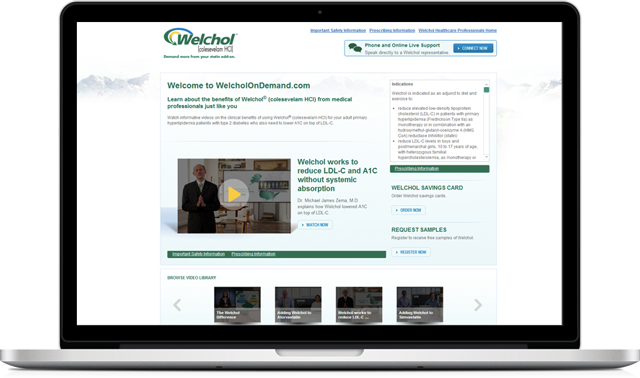 Important Safety Information Prescribing Information Welchol Healthcare Professionals Home
Welchol
(colesevelam HCl)
Demand more from your statin add-on.
Phone and Online Live Support
Speak directly to a Welchol representative.
CONNECT NOW
Welcome to WelcholOnDemand.com
Learn about the benefits of Welchol® (colesevelam HCl) from medical
professionals just like you
Watch informative videos on the clinical benefits of using Welchol® (colesevelam HCl) for your adult primary
hyperlipidemia patients with type 2 diabetes who also need to lower A1C on top of LDL-C.
Indications
Welchol is indicated as an adjunct to diet and
exercise to:
reduce elevated low-density lipoprotein
cholesterol (LDL-C) in patients with primary
hyperlipidemia (Fredrickson Type IIa) as
monotherapy or in combination with an
hydroxymethyl-glutaryl-coenzyme A (HMG
CoA) reductase inhibitor (statin)
reduce LDL-C levels in boys and
postmenarchal girls, 10 to 17 years of age,
with heterozygous familial
hypercholesterolemia, as monotherapy or
Prescribing Information
Welchol works to
reduce LDL-C and A1C
without systemic
absorption
Dr. Michael James Zema, M.D.
explains how Welchol lowered A1C
on top of LDL-C.
WATCH NOW
WELCHOL SAVINGS CARD
Order Welchol savings cards.
ORDER NOW
REQUEST SAMPLES
Register to receive free samples of Welchol
REGISTER NOW
Important Safety Information Prescribing Information
BROWSE VIDEO LIBRARY
The Welchol
Difference
Adding Welchol to
Atorvastatin
Welchol works to
reduce LDL-C ...
Adding Welchol to
Simvastatin